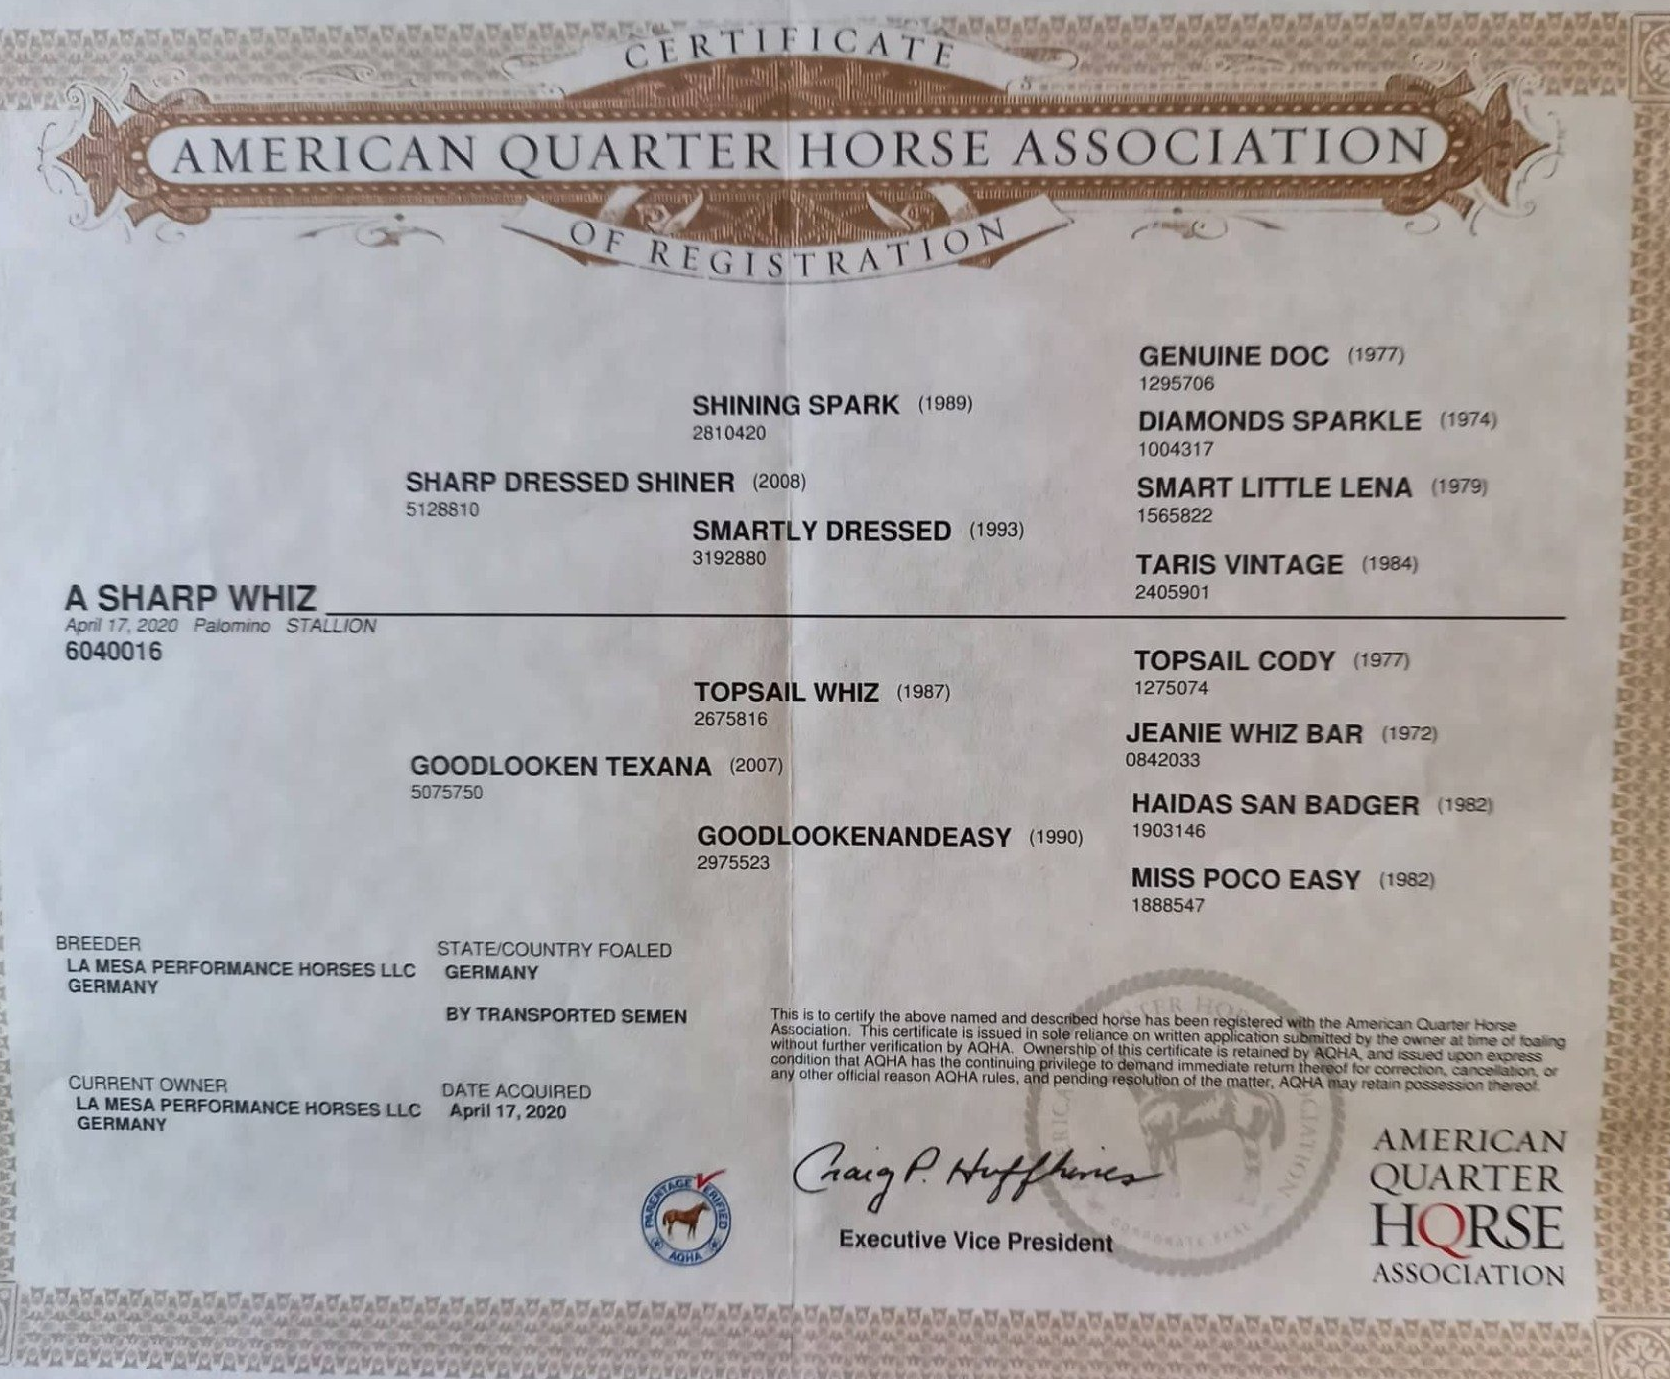 CERTIFICATE
AMERICAN QUARTER HORSE ASSOCIATION
OF REGISTRATION
GENUINE DOC (1977)
1295706
SHINING SPARK (1989)
2810420
DIAMONDS SPARKLE (1974)
1004317
SHARP DRESSED SHINER (2008)
5128810
SMART LITTLE LENA (1979)
1565822
SMARTLY DRESSED (1993)
3192880
TARIS VINTAGE (1984)
2405901
A SHARP WHIZ
April 17, 2020 Palomino STALLION
6040016
TOPSAIL CODY (1977)
1275074
TOPSAIL WHIZ (1987)
2675816
JEANIE WHIZ BAR (1972)
0842033
GOODLOOKEN TEXANA (2007)
5075750
HAIDAS SAN BADGER (1982)
1903146
GOODLOOKENANDEASY (1990)
2975523
MISS POCO EASY (1982)
1888547
BREEDER
LA MESA PERFORMANCE HORSES LLC
GERMANY
STATE/COUNTRY FOALED
GERMANY
BY TRANSPORTED SEMEN
This is to certify the above named and described horse has been registered with the American Quarter Horse
Association. This certificate is issued in sole reliance on written application submitted by the owner at time of foaling
without further verification by AQHA. Ownership of this certificate is retained by AQHA, and issued upon express
condition that AQHA has the continuing privilege to demand immediate return thereof for correction, cancellation, or
any other official reason AQHA rules, and pending resolution of the matter, AQHA may retain possession thereof.
CURRENT OWNER
LA MESA PERFORMANCE HORSES LLC
GERMANY
DATE ACQUIRED
April 17, 2020
PARENTAGE VERIFIED
AQHA
Craig P. Huffhines
Executive Vice President
CORPORATE SEAL
AMERICAN
QUARTER
HORSE
ASSOCIATION